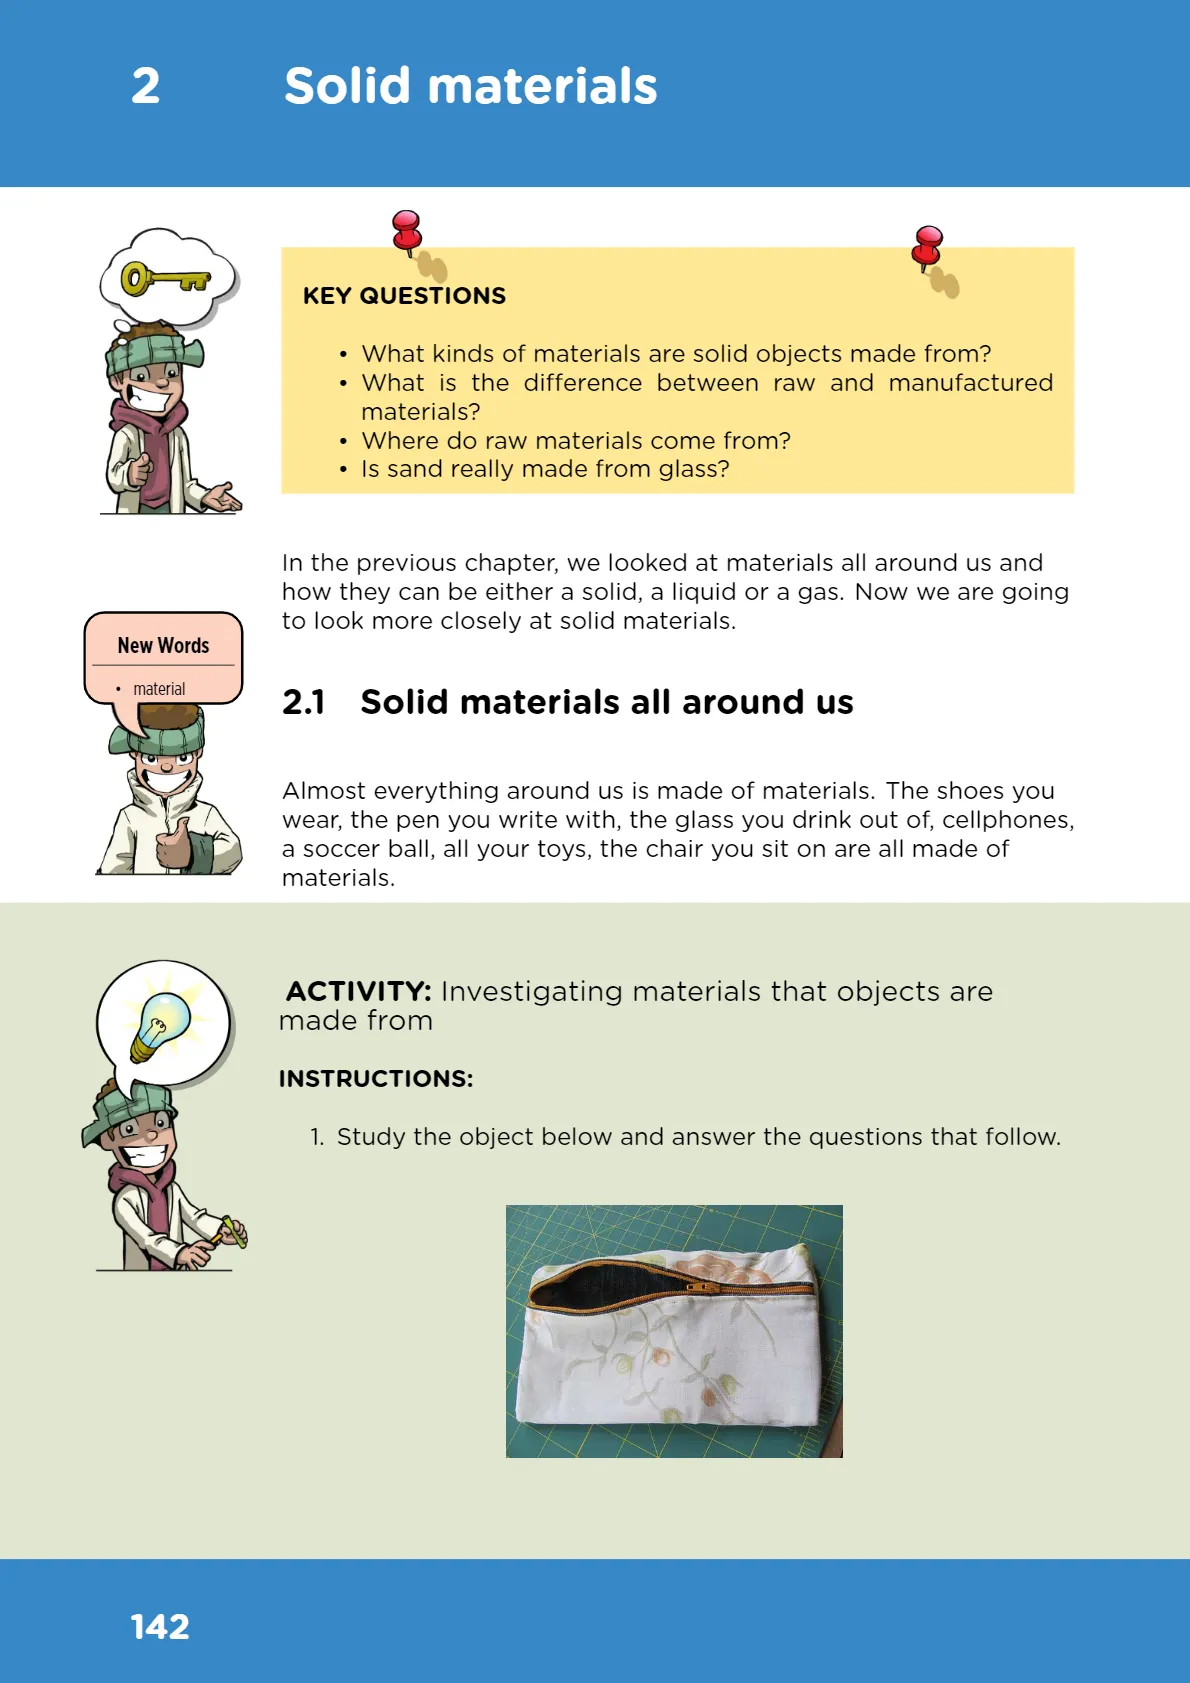 2 Solid materials
KEY QUESTIONS
• What kinds of materials are solid objects made from?
• What is the difference between raw and manufactured
materials?
• Where do raw materials come from?
• Is sand really made from glass?
In the previous chapter, we looked at materials all around us and
how they can be either a solid, a liquid or a gas. Now we are going
to look more closely at solid materials.
New Words
• material
2.1 Solid materials all around us
Almost everything around us is made of materials. The shoes you
wear, the pen you write with, the glass you drink out of, cellphones,
a soccer ball, all your toys, the chair you sit on are all made of
materials.
ACTIVITY: Investigating materials that objects are
made from
INSTRUCTIONS:
1. Study the object below and answer the questions that follow.
142